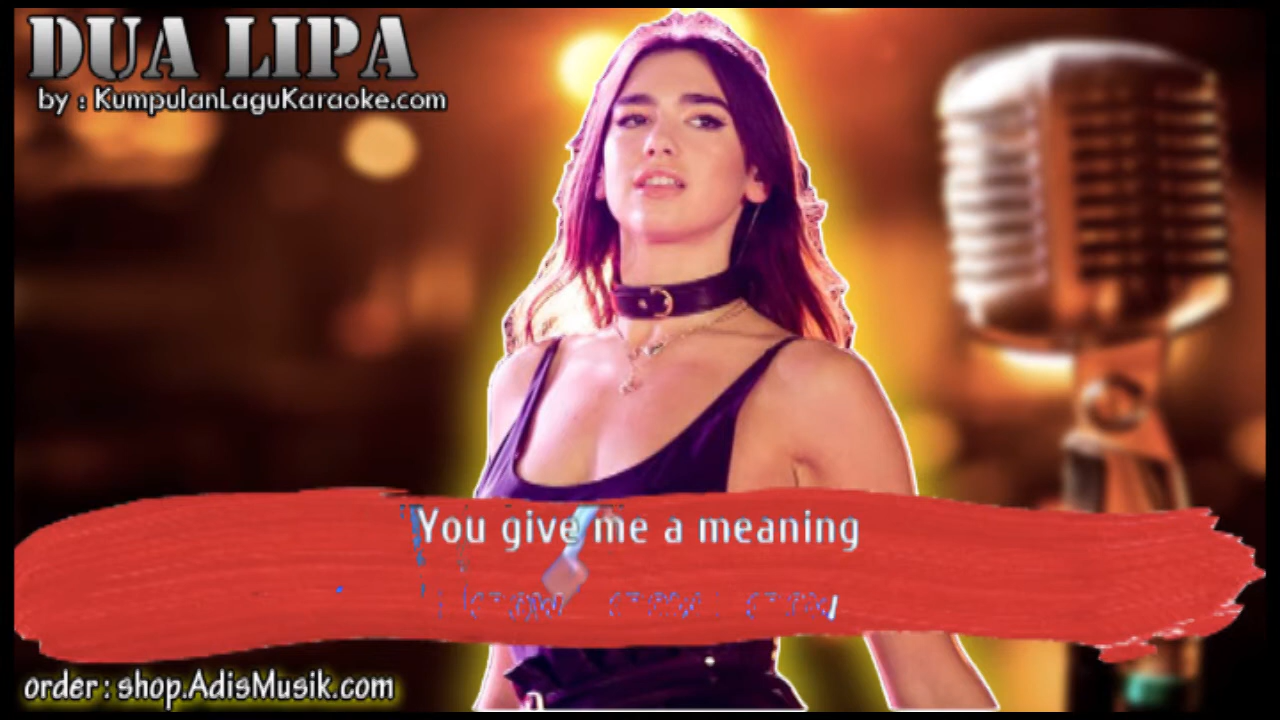 DUA LIPA
by : KumpulanLaguKaraoke.com
You give me a meaning
order : shop.AdisMusik.com